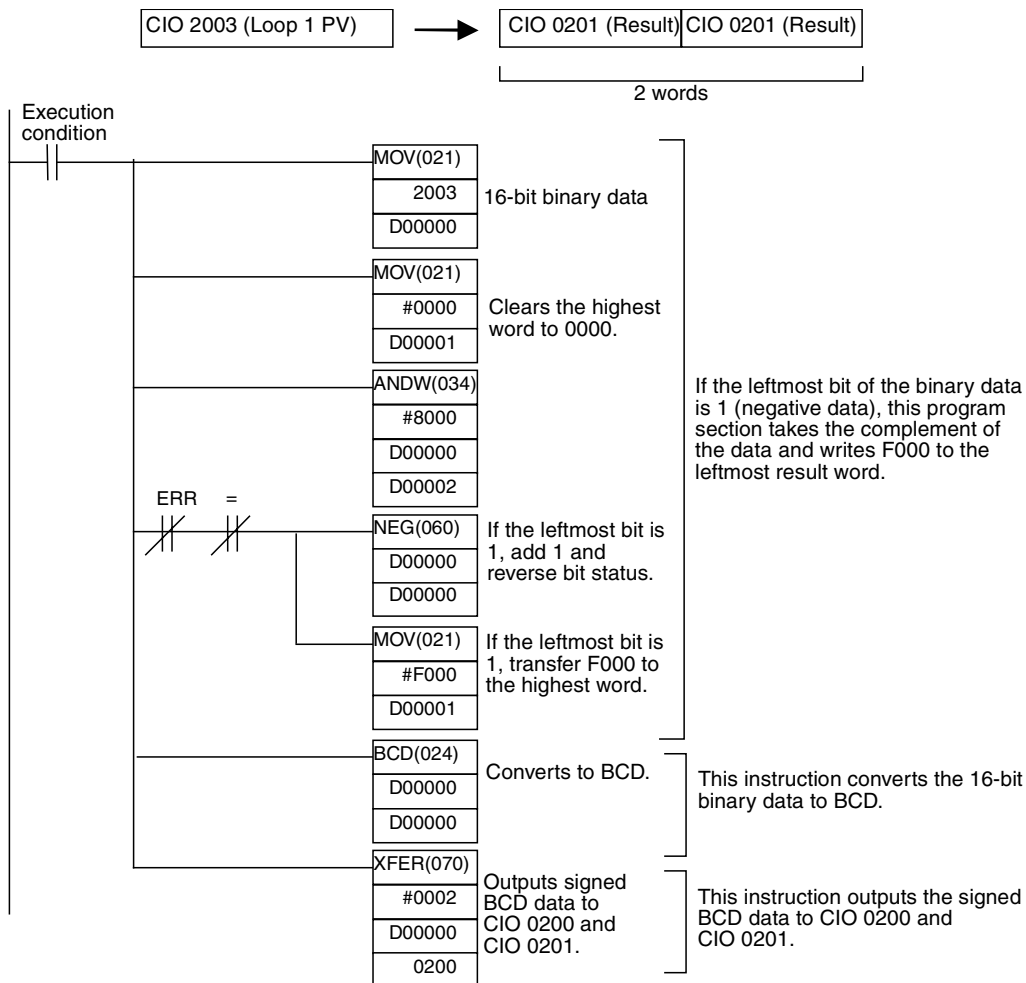 CIO 2003 (Loop 1 PV)
CIO 0201 (Result) CIO 0201 (Result)
2 words
Execution
condition
MOV(021)
2003
D00000
16-bit binary data
MOV(021)
#0000
D00001
Clears the highest
word to 0000.
ANDW(034)
#8000
D00000
D00002
If the leftmost bit of the binary data
is 1 (negative data), this program
section takes the complement of
the data and writes F000 to the
leftmost result word.
ERR =
NEG(060)
D00000
D00000
If the leftmost bit is
1, add 1 and
reverse bit status.
MOV(021)
#F000
D00001
If the leftmost bit is
1, transfer F000 to
the highest word.
BCD(024)
D00000
D00000
Converts to BCD.
This instruction converts the 16-bit
binary data to BCD.
XFER(070)
#0002
D00000
0200
Outputs signed
BCD data to
CIO 0200 and
CIO 0201.
This instruction outputs the signed
BCD data to CIO 0200 and
CIO 0201.